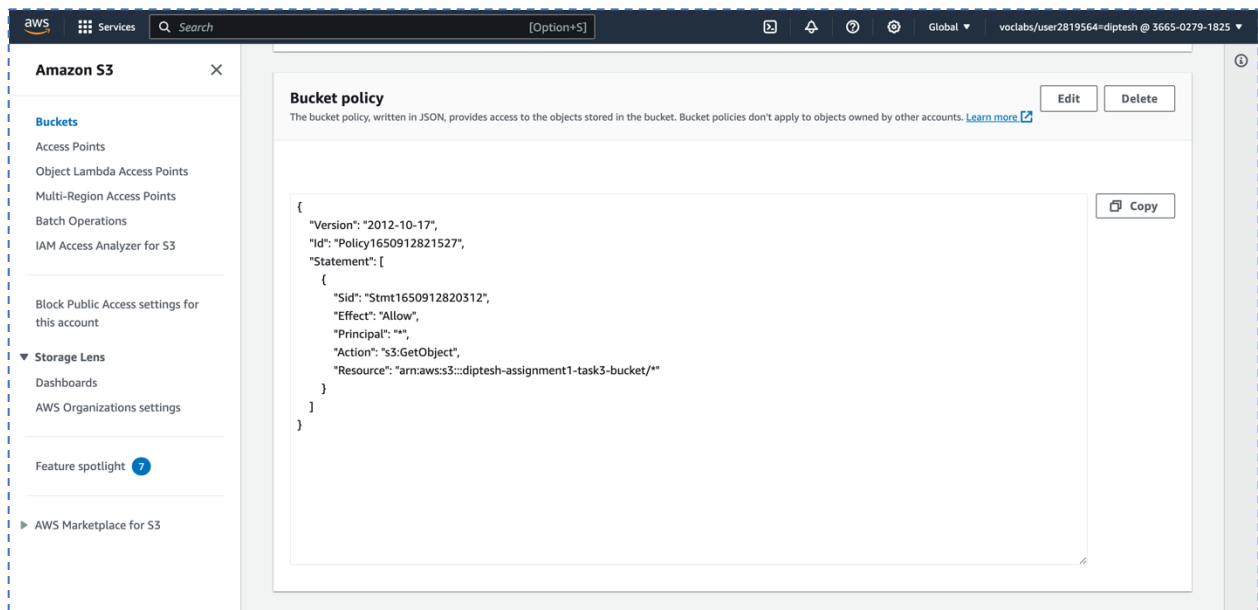 aws
Services
Search
[Option+S]
Global
voclabs/user2819564=diptesh @ 3665-0279-1825
Amazon S3
Buckets
Access Points
Object Lambda Access Points
Multi-Region Access Points
Batch Operations
IAM Access Analyzer for S3
Block Public Access settings for
this account
Storage Lens
Dashboards
AWS Organizations settings
Feature spotlight 7
AWS Marketplace for S3
Bucket policy
Edit
Delete
The bucket policy, written in JSON, provides access to the objects stored in the bucket. Bucket policies don't apply to objects owned by other accounts. Learn more
Copy
{
"Version": "2012-10-17",
"Id": "Policy1650912821527",
"Statement": [
{
"Sid": "Stmt1650912820312",
"Effect": "Allow",
"Principal": "*",
"Action": "s3:GetObject",
"Resource": "arn:aws:s3:::diptesh-assignment1-task3-bucket/*"
}
]
}